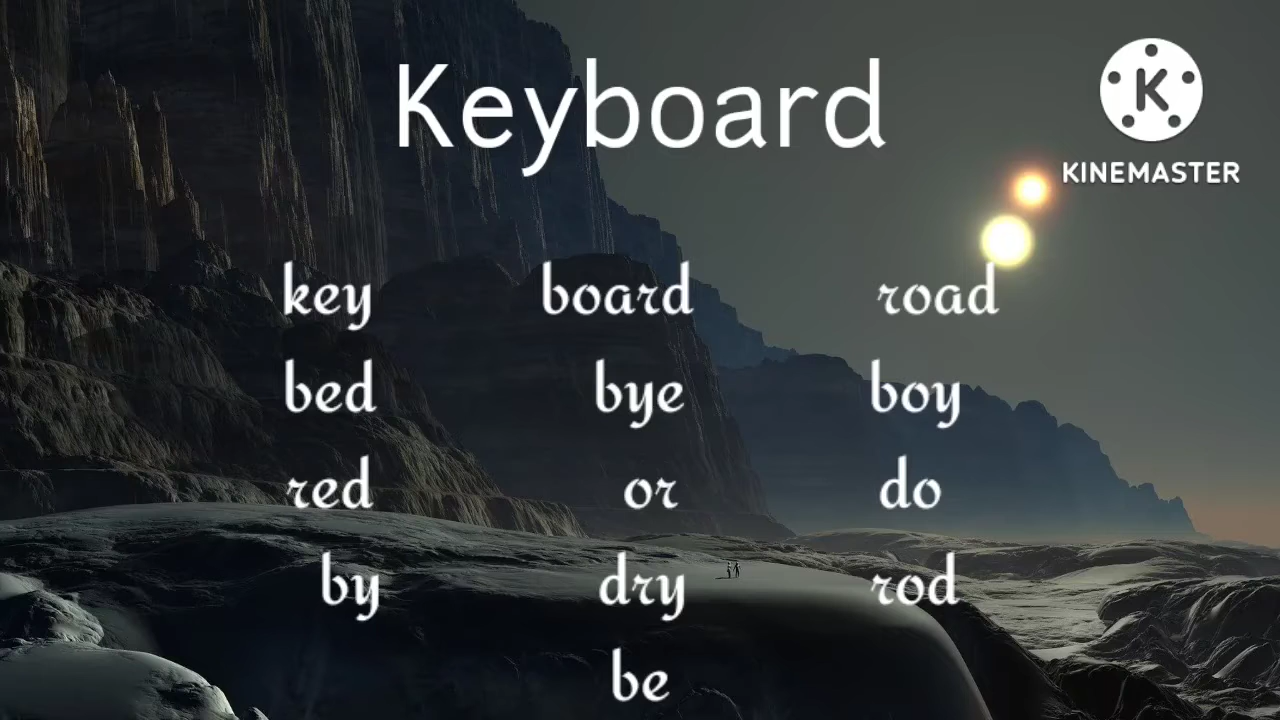 Keyboard
K
KINEMASTER
key board road
bed bye boy
red or do
by dry rod
be